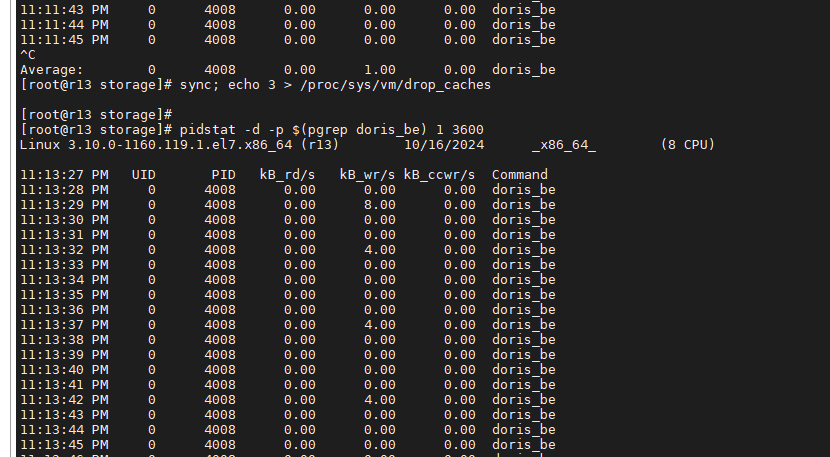 11:11:43 PM     0      4008      0.00      0.00      0.00  doris_be
11:11:44 PM     0      4008      0.00      0.00      0.00  doris_be
11:11:45 PM     0      4008      0.00      0.00      0.00  doris_be
^C
Average:        0      4008      0.00      1.00      0.00  doris_be
[root@r13 storage]# sync; echo 3 > /proc/sys/vm/drop_caches
[root@r13 storage]#
[root@r13 storage]# pidstat -d -p $(pgrep doris_be) 1 3600
Linux 3.10.0-1160.119.1.el7.x86_64 (r13)        10/16/2024      _x86_64_        (8 CPU)
11:13:27 PM   UID       PID   kB_rd/s   kB_wr/s kB_ccwr/s  Command
11:13:28 PM     0      4008      0.00      0.00      0.00  doris_be
11:13:29 PM     0      4008      0.00      8.00      0.00  doris_be
11:13:30 PM     0      4008      0.00      0.00      0.00  doris_be
11:13:31 PM     0      4008      0.00      0.00      0.00  doris_be
11:13:32 PM     0      4008      0.00      4.00      0.00  doris_be
11:13:33 PM     0      4008      0.00      0.00      0.00  doris_be
11:13:34 PM     0      4008      0.00      0.00      0.00  doris_be
11:13:35 PM     0      4008      0.00      0.00      0.00  doris_be
11:13:36 PM     0      4008      0.00      0.00      0.00  doris_be
11:13:37 PM     0      4008      0.00      4.00      0.00  doris_be
11:13:38 PM     0      4008      0.00      0.00      0.00  doris_be
11:13:39 PM     0      4008      0.00      0.00      0.00  doris_be
11:13:40 PM     0      4008      0.00      0.00      0.00  doris_be
11:13:41 PM     0      4008      0.00      0.00      0.00  doris_be
11:13:42 PM     0      4008      0.00      4.00      0.00  doris_be
11:13:43 PM     0      4008      0.00      0.00      0.00  doris_be
11:13:44 PM     0      4008      0.00      0.00      0.00  doris_be
11:13:45 PM     0      4008      0.00      0.00      0.00  doris_be